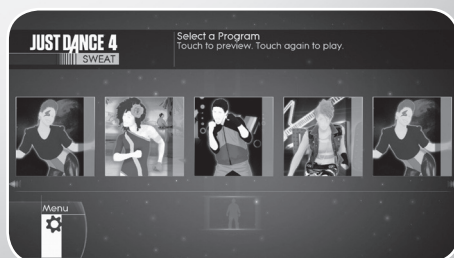 JUST DANCE 4
SWEAT
Select a Program
Touch to preview, Touch again to play.
Menu